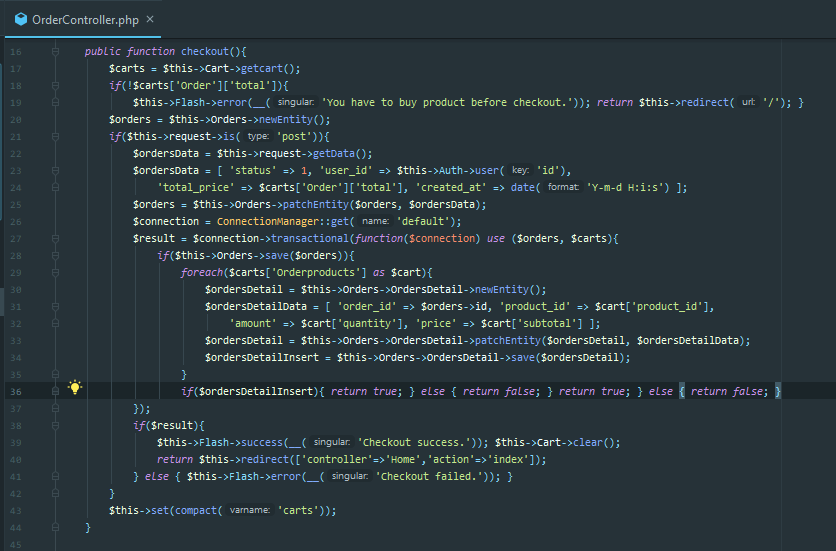 OrderController.php ×
16 public function checkout(){
17 $carts = $this->Cart->getcart();
18 if(!$carts['Order']['total']){
19 $this->Flash->error(__( singular: 'You have to buy product before checkout.')); return $this->redirect( url: '/'); }
20 $orders = $this->Orders->newEntity();
21 if($this->request->is( type: 'post')){
22 $ordersData = $this->request->getData();
23 $ordersData = [ 'status' => 1, 'user_id' => $this->Auth->user( key: 'id'),
24 'total_price' => $carts['Order']['total'], 'created_at' => date( format: 'Y-m-d H:i:s') ];
25 $orders = $this->Orders->patchEntity($orders, $ordersData);
26 $connection = ConnectionManager::get( name: 'default');
27 $result = $connection->transactional(function($connection) use ($orders, $carts){
28 if($this->Orders->save($orders)){
29 foreach($carts['Orderproducts'] as $cart){
30 $ordersDetail = $this->Orders->OrdersDetail->newEntity();
31 $ordersDetailData = [ 'order_id' => $orders->id, 'product_id' => $cart['product_id'],
32 'amount' => $cart['quantity'], 'price' => $cart['subtotal'] ];
33 $ordersDetail = $this->Orders->OrdersDetail->patchEntity($ordersDetail, $ordersDetailData);
34 $ordersDetailInsert = $this->Orders->OrdersDetail->save($ordersDetail);
35 }
36 if($ordersDetailInsert){ return true; } else { return false; } return true; } else { return false; }
37 });
38 if($result){
39 $this->Flash->success(__( singular: 'Checkout success.')); $this->Cart->clear();
40 return $this->redirect(['controller'=>'Home','action'=>'index']);
41 } else { $this->Flash->error(__( singular: 'Checkout failed.')); }
42 }
43 $this->set(compact( varname: 'carts'));
44 }
45